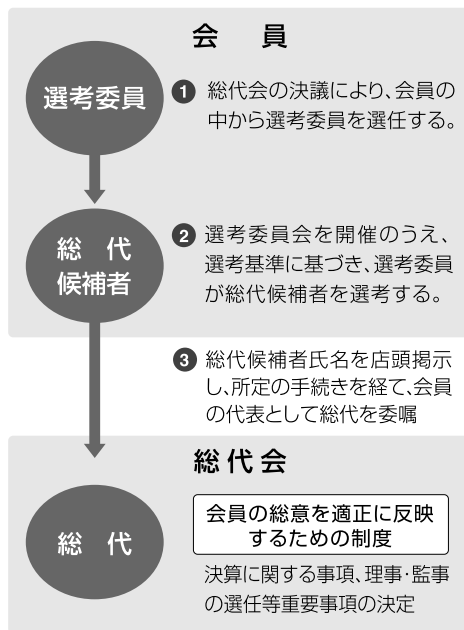 会 員
選考委員
❶ 総代会の決議により、会員の
中から選考委員を選任する。
総 代
候補者
❷ 選考委員会を開催のうえ、
選考基準に基づき、選考委員
が総代候補者を選考する。
❸ 総代候補者氏名を店頭掲示
し、所定の手続きを経て、会員
の代表として総代を委嘱
総代会
総 代
会員の総意を適正に反映
するための制度
決算に関する事項、理事・監事
の選任等重要事項の決定